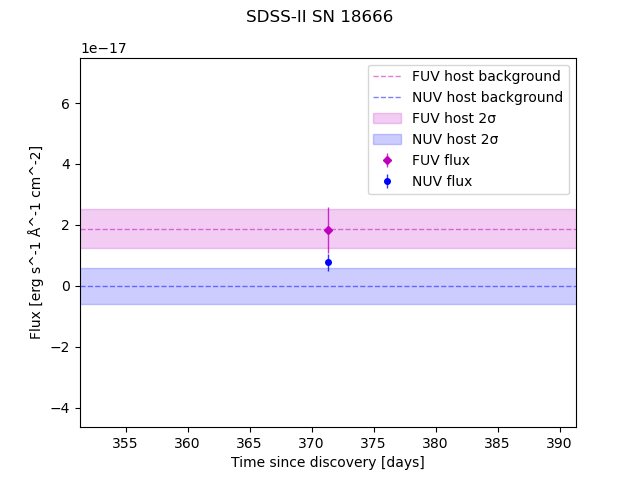 SDSS-II SN 18666
1e−17
FUV host background
NUV host background
FUV host 2σ
NUV host 2σ
FUV flux
NUV flux
6
4
2
0
−2
−4
Flux [erg s^-1 Å^-1 cm^-2]
355 360 365 370 375 380 385 390
Time since discovery [days]